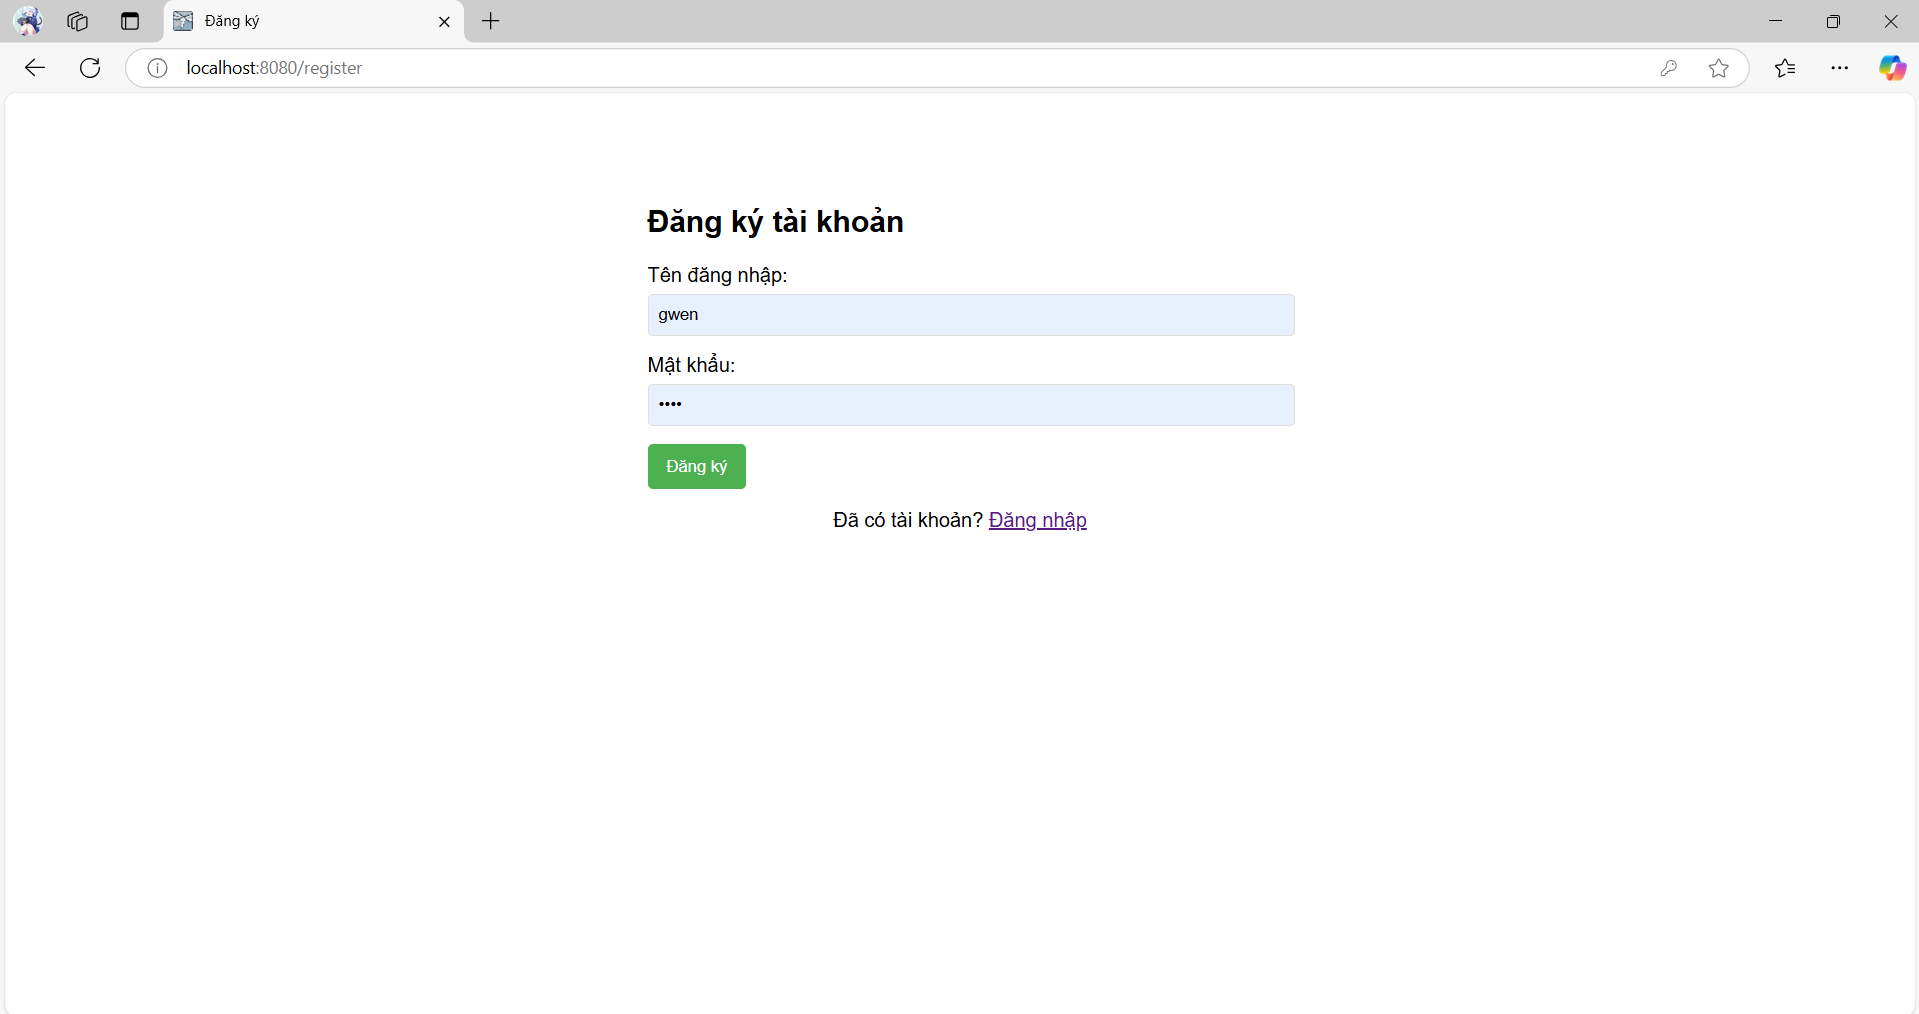 Đăng ký
localhost:8080/register
Đăng ký tài khoản
Tên đăng nhập:
gwen
Mật khẩu:
••••
Đăng ký
Đã có tài khoản? Đăng nhập